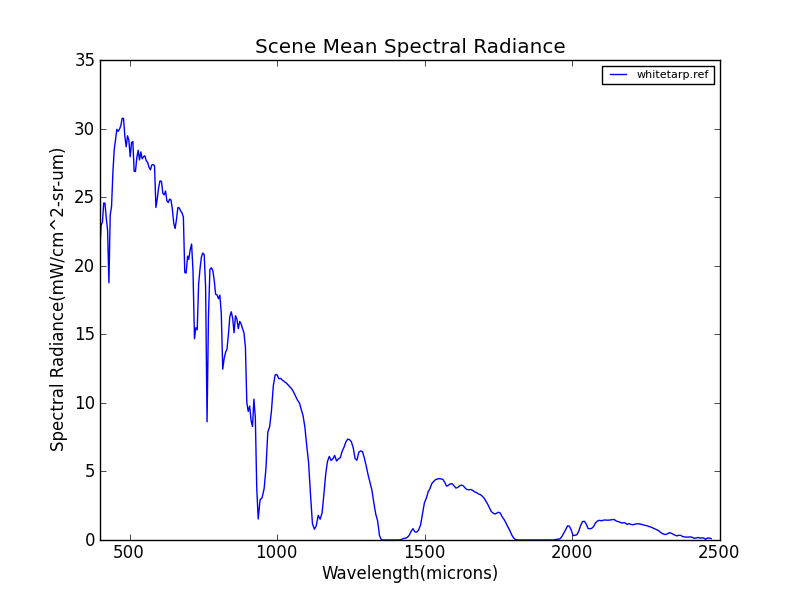 Scene Mean Spectral Radiance
whitetarp.ref
35
30
25
20
15
10
5
0
Spectral Radiance(mW/cm^2-sr-um)
500 1000 1500 2000 2500
Wavelength(microns)